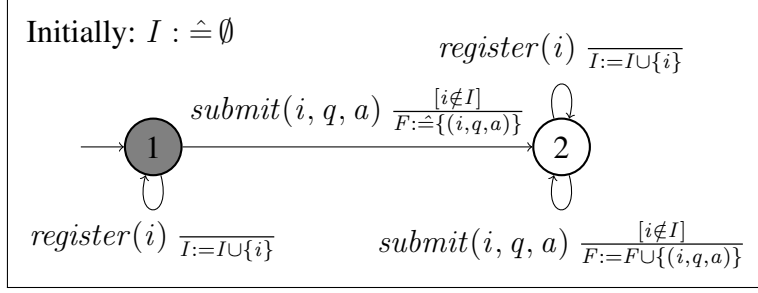 Initially: I :≙ ∅
register(i) / I:=I∪{i}
submit(i, q, a) [i∉I] / F:≙{(i,q,a)}
1
2
register(i) / I:=I∪{i}
submit(i, q, a) [i∉I] / F:=F∪{(i,q,a)}